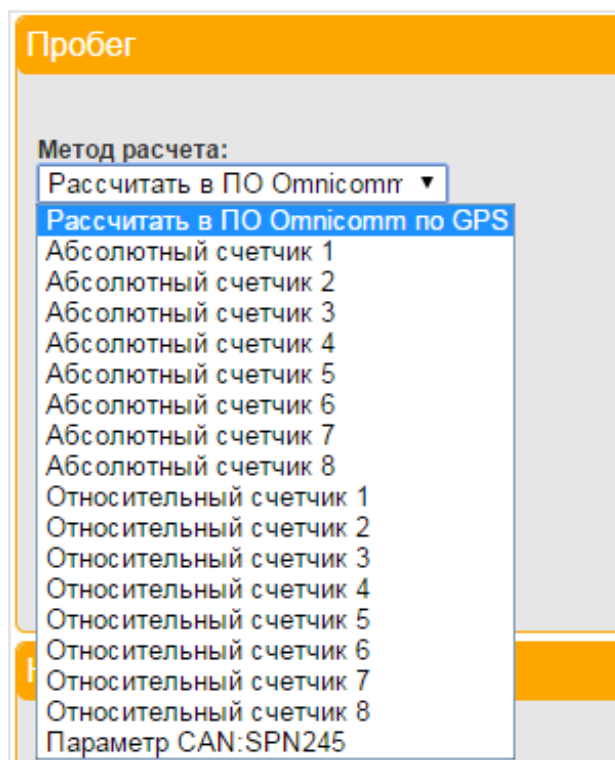 Пробег
Метод расчета:
Рассчитать в ПО Omnicomm
Рассчитать в ПО Omnicomm по GPS
Абсолютный счетчик 1
Абсолютный счетчик 2
Абсолютный счетчик 3
Абсолютный счетчик 4
Абсолютный счетчик 5
Абсолютный счетчик 6
Абсолютный счетчик 7
Абсолютный счетчик 8
Относительный счетчик 1
Относительный счетчик 2
Относительный счетчик 3
Относительный счетчик 4
Относительный счетчик 5
Относительный счетчик 6
Относительный счетчик 7
Относительный счетчик 8
Параметр CAN:SPN245